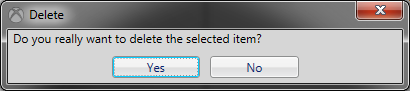 Delete
Do you really want to delete the selected item?
Yes No